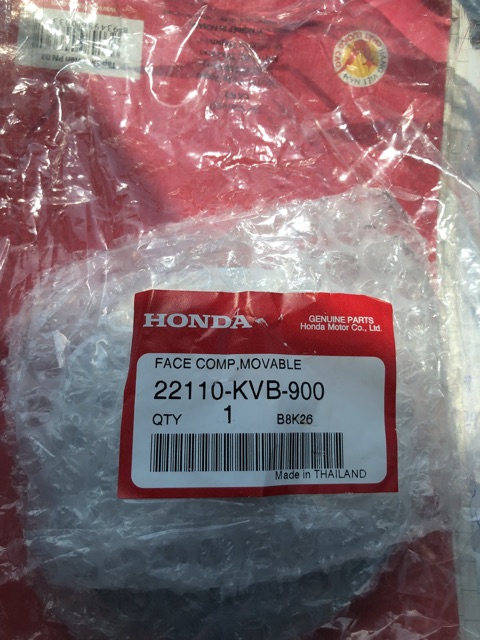 HONDA
GENUINE PARTS
Honda Motor Co., Ltd.
FACE COMP,MOVABLE
22110-KVB-900
QTY 1 B8K26
Made in THAILAND